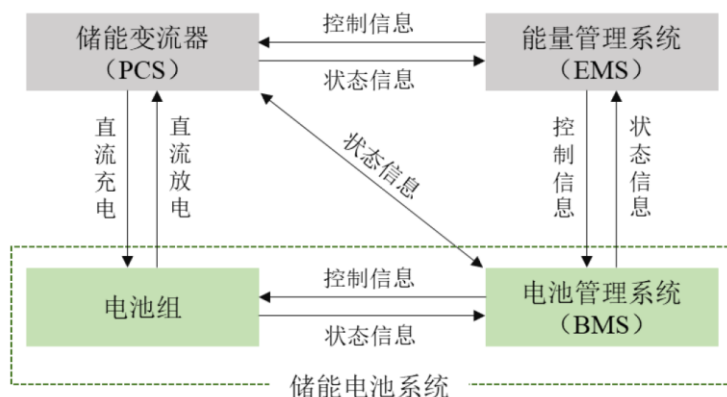 储能变流器
（PCS）
控制信息
状态信息
能量管理系统
（EMS）
直流充电
直流放电
状态信息
控制信息
状态信息
电池组
控制信息
状态信息
电池管理系统
（BMS）
储能电池系统